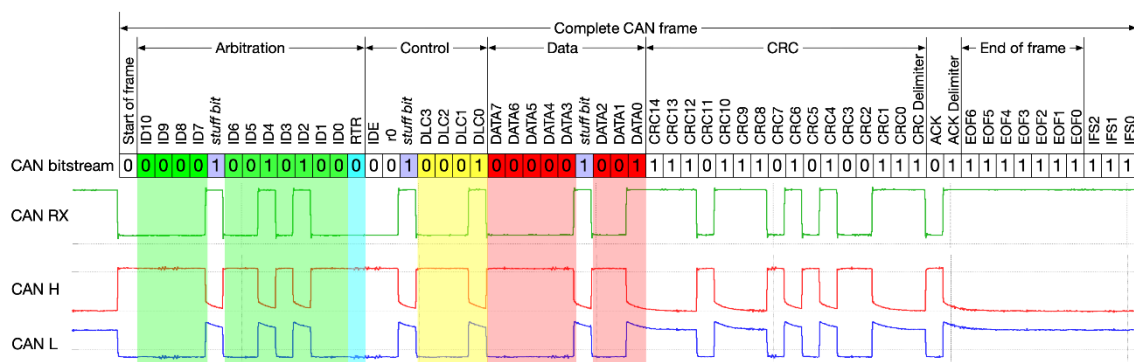 Complete CAN frame
Arbitration Control Data CRC End of frame
Start of frame
ID10
ID9
ID8
ID7
stuff bit
ID6
ID5
ID4
ID3
ID2
ID1
ID0
RTR
IDE
r0
stuff bit
DLC3
DLC2
DLC1
DLC0
DATA7
DATA6
DATA5
DATA4
DATA3
stuff bit
DATA2
DATA1
DATA0
CRC14
CRC13
CRC12
CRC11
CRC10
CRC9
CRC8
CRC7
CRC6
CRC5
CRC4
CRC3
CRC2
CRC1
CRC0
CRC Delimiter
ACK
ACK Delimiter
EOF6
EOF5
EOF4
EOF3
EOF2
EOF1
EOF0
IFS2
IFS1
IFS0
CAN bitstream 0 0 0 0 0 1 0 0 1 0 1 0 0 0 0 0 1 0 0 0 1 0 0 0 0 0 1 0 0 1 1 1 1 0 1 1 1 0 1 0 1 0 0 1 1 1 0 1 1 1 1 1 1 1 1 1 1 1
CAN RX
CAN H
CAN L